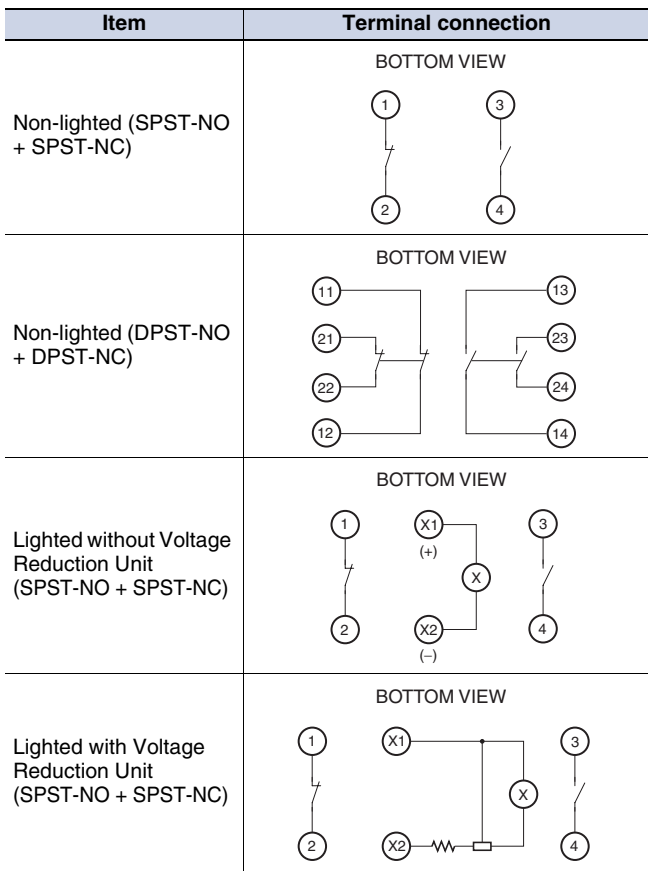 Item Terminal connection
Non-lighted (SPST-NO
+ SPST-NC)
BOTTOM VIEW
1 3
2 4
Non-lighted (DPST-NO
+ DPST-NC)
BOTTOM VIEW
11 13
21 23
22 24
12 14
Lighted without Voltage
Reduction Unit
(SPST-NO + SPST-NC)
BOTTOM VIEW
1 X1 3
(+)
X
2 X2 4
(−)
Lighted with Voltage
Reduction Unit
(SPST-NO + SPST-NC)
BOTTOM VIEW
1 X1 3
X
2 X2 4